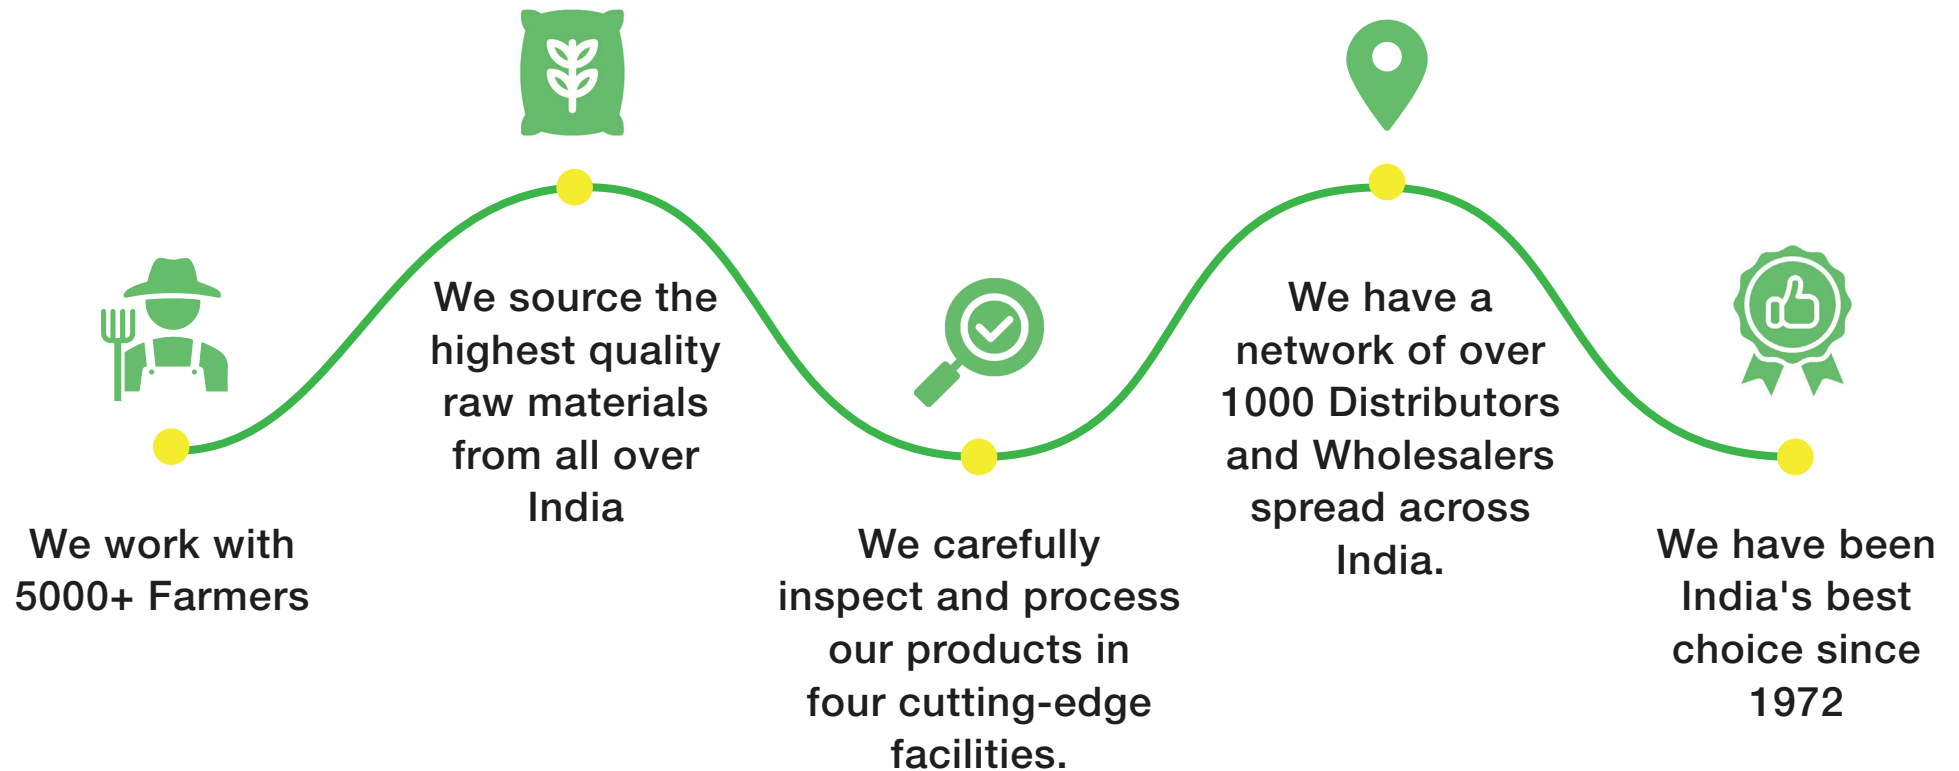 We work with
5000+ Farmers
We source the
highest quality
raw materials
from all over
India
We carefully
inspect and process
our products in
four cutting-edge
facilities.
We have a
network of over
1000 Distributors
and Wholesalers
spread across
India.
We have been
India's best
choice since
1972